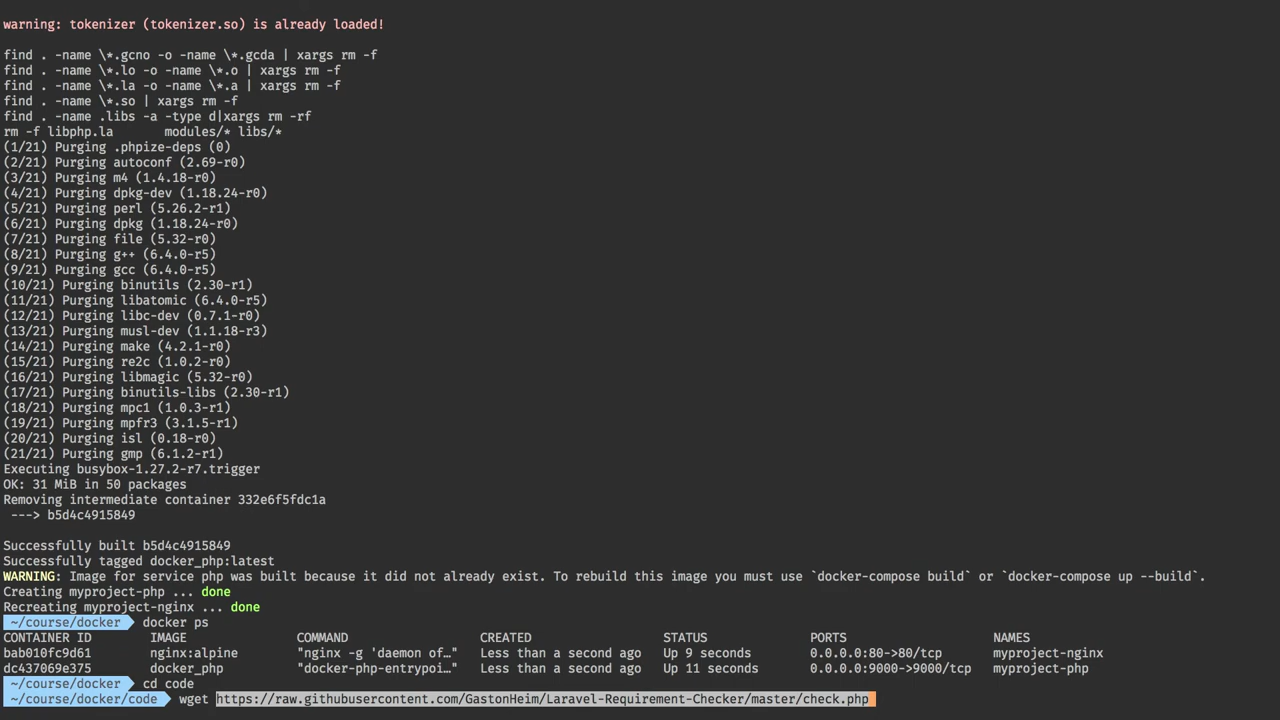 warning: tokenizer (tokenizer.so) is already loaded!
find . -name \*.gcno -o -name \*.gcda | xargs rm -f
find . -name \*.lo -o -name \*.o | xargs rm -f
find . -name \*.la -o -name \*.a | xargs rm -f
find . -name \*.so | xargs rm -f
find . -name .libs -a -type d|xargs rm -rf
rm -f libphp.la       modules/* libs/*
(1/21) Purging .phpize-deps (0)
(2/21) Purging autoconf (2.69-r0)
(3/21) Purging m4 (1.4.18-r0)
(4/21) Purging dpkg-dev (1.18.24-r0)
(5/21) Purging perl (5.26.2-r1)
(6/21) Purging dpkg (1.18.24-r0)
(7/21) Purging file (5.32-r0)
(8/21) Purging g++ (6.4.0-r5)
(9/21) Purging gcc (6.4.0-r5)
(10/21) Purging binutils (2.30-r1)
(11/21) Purging libatomic (6.4.0-r5)
(12/21) Purging libc-dev (0.7.1-r0)
(13/21) Purging musl-dev (1.1.18-r3)
(14/21) Purging make (4.2.1-r0)
(15/21) Purging re2c (1.0.2-r0)
(16/21) Purging libmagic (5.32-r0)
(17/21) Purging binutils-libs (2.30-r1)
(18/21) Purging mpc1 (1.0.3-r1)
(19/21) Purging mpfr3 (3.1.5-r1)
(20/21) Purging isl (0.18-r0)
(21/21) Purging gmp (6.1.2-r1)
Executing busybox-1.27.2-r7.trigger
OK: 31 MiB in 50 packages
Removing intermediate container 332e6f5fdc1a
 ---> b5d4c4915849
Successfully built b5d4c4915849
Successfully tagged docker_php:latest
WARNING: Image for service php was built because it did not already exist. To rebuild this image you must use `docker-compose build` or `docker-compose up --build`.
Creating myproject-php ... done
Recreating myproject-nginx ... done
~/course/docker docker ps
CONTAINER ID        IMAGE               COMMAND                  CREATED                  STATUS              PORTS                    NAMES
bab010fc9d61        nginx:alpine        "nginx -g 'daemon of…"   Less than a second ago   Up 9 seconds        0.0.0.0:80->80/tcp       myproject-nginx
dc437069e375        docker_php          "docker-php-entrypoi…"   Less than a second ago   Up 11 seconds       0.0.0.0:9000->9000/tcp   myproject-php
~/course/docker cd code
~/course/docker/code wget https://raw.githubusercontent.com/GastonHeim/Laravel-Requirement-Checker/master/check.php